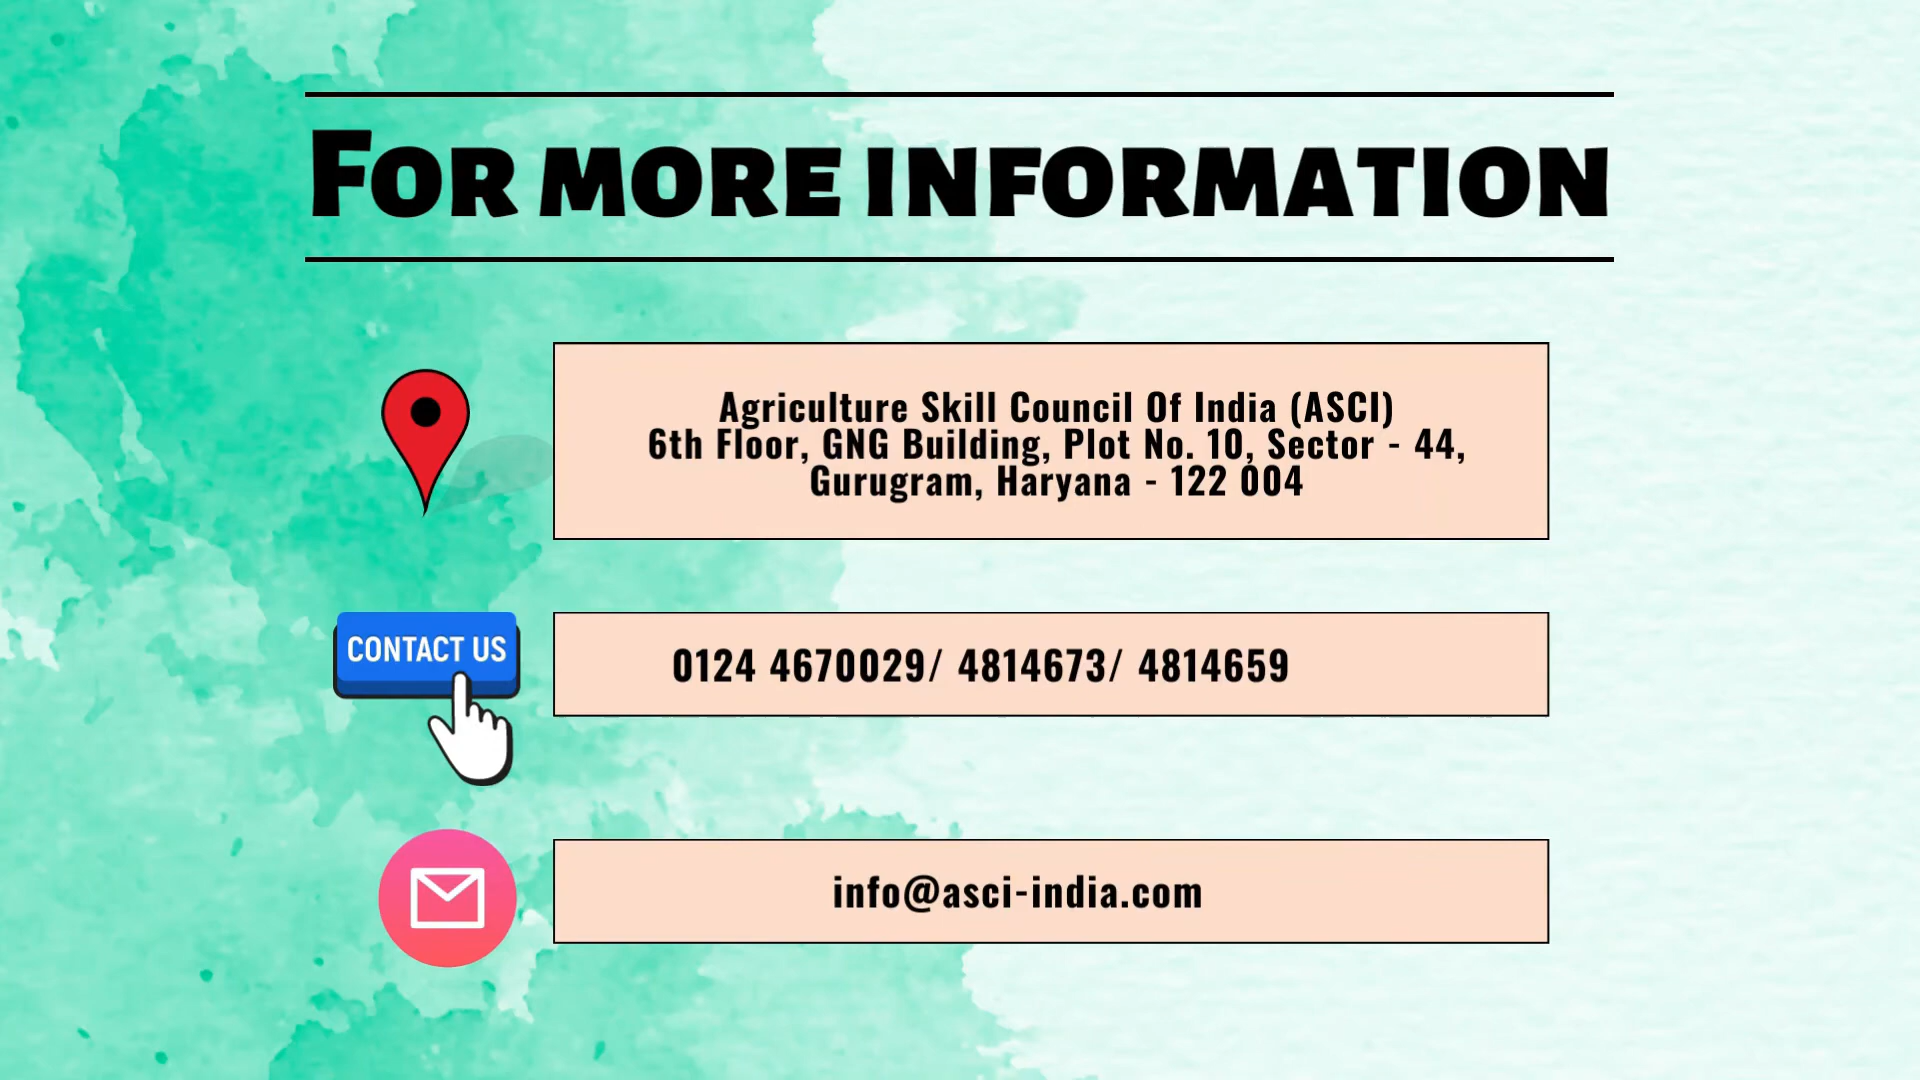 For more information
Agriculture Skill Council Of India (ASCI)
6th Floor, GNG Building, Plot No. 10, Sector - 44,
Gurugram, Haryana - 122 004
CONTACT US
0124 4670029/ 4814673/ 4814659
info@asci-india.com